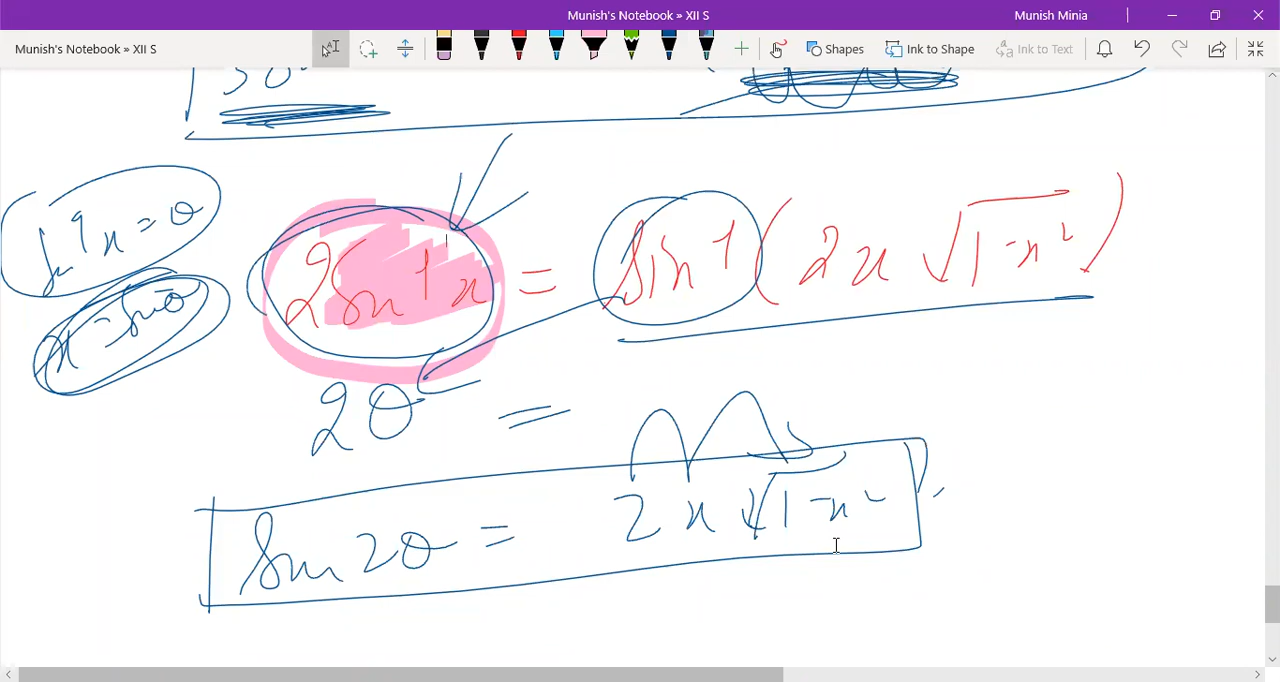 Munish's Notebook » XII S
Munish Minia
Munish's Notebook » XII S
Shapes
Ink to Shape
Ink to Text
30
sin⁻¹x = θ
x = sinθ
2Sin⁻¹x = sin⁻¹(2x√1-x²)
2θ =
Sin2θ = 2x√1-x²